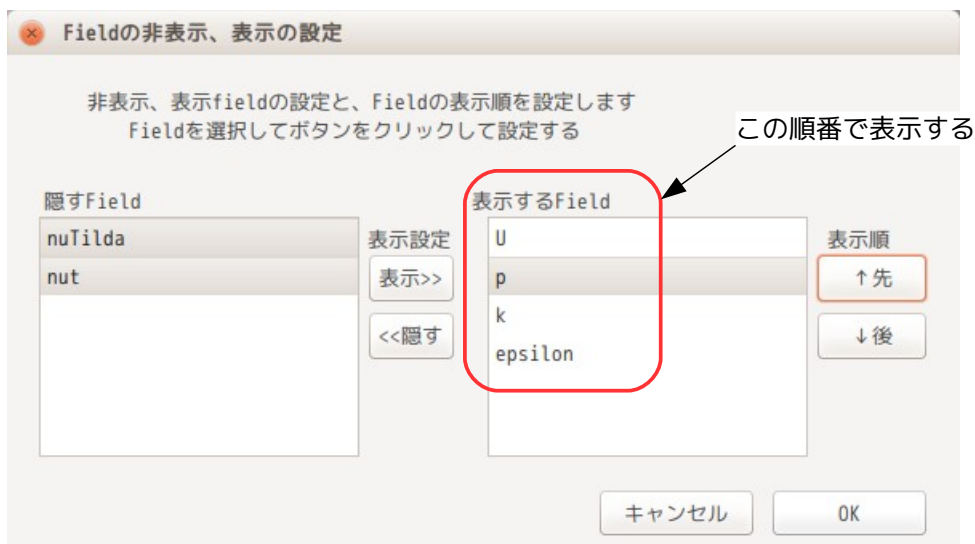 Fieldの非表示、表示の設定
非表示、表示fieldの設定と、Fieldの表示順を設定します
Fieldを選択してボタンをクリックして設定する
この順番で表示する
隠すField
nuTilda
nut
表示設定
表示>>
<<隠す
表示するField
U
p
k
epsilon
表示順
↑先
↓後
キャンセル
OK